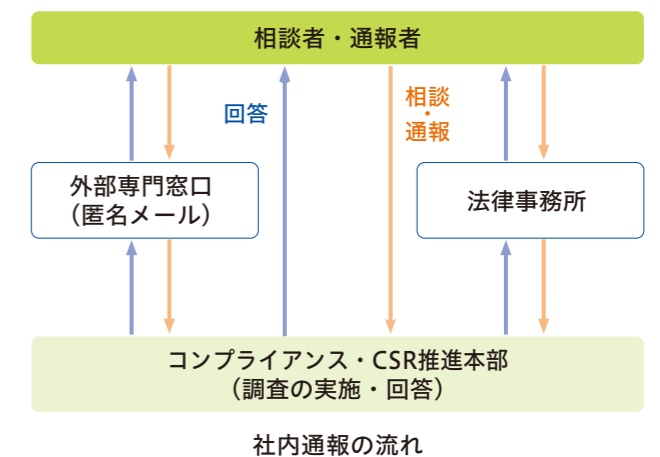 相談者・通報者
回答
相談
・
通報
外部専門窓口
（匿名メール）
法律事務所
コンプライアンス・CSR推進本部
（調査の実施・回答）
社内通報の流れ